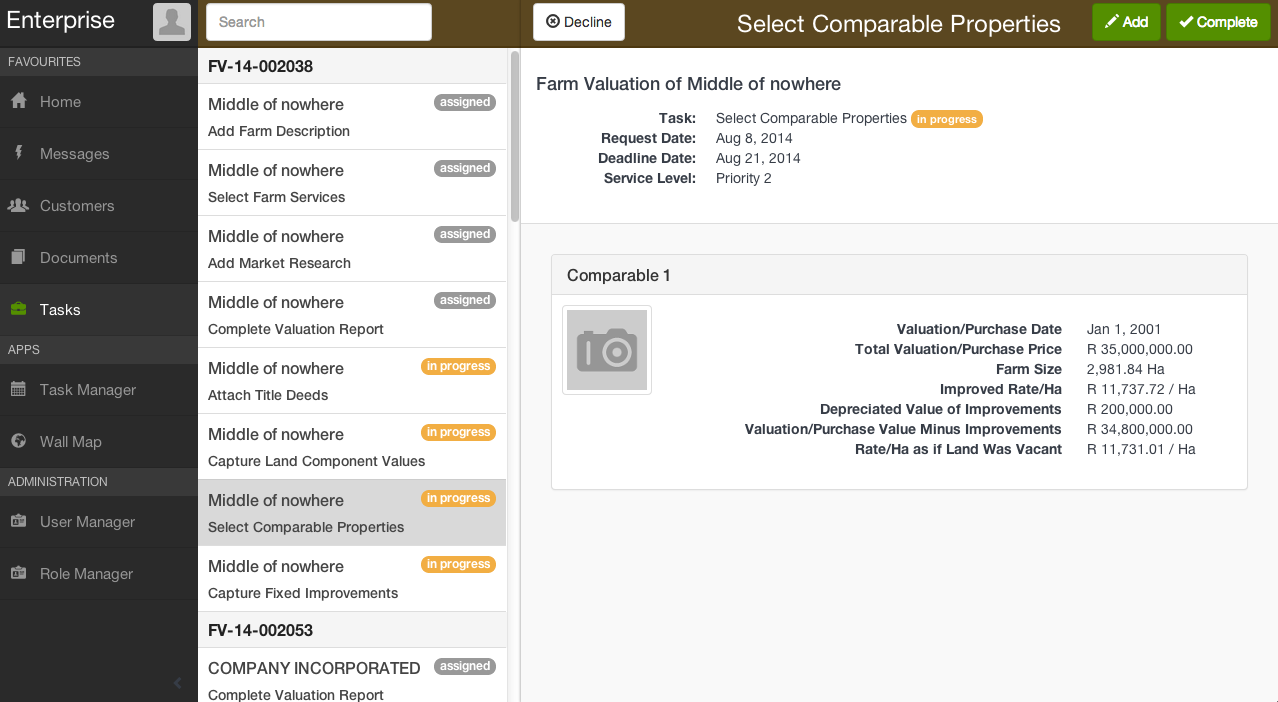 Enterprise
FAVOURITES
Home
Messages
Customers
Documents
Tasks
APPS
Task Manager
Wall Map
ADMINISTRATION
User Manager
Role Manager
Search
FV-14-002038
Middle of nowhere assigned
Add Farm Description
Middle of nowhere assigned
Select Farm Services
Middle of nowhere assigned
Add Market Research
Middle of nowhere assigned
Complete Valuation Report
Middle of nowhere in progress
Attach Title Deeds
Middle of nowhere in progress
Capture Land Component Values
Middle of nowhere in progress
Select Comparable Properties
Middle of nowhere in progress
Capture Fixed Improvements
FV-14-002053
COMPANY INCORPORATED assigned
Complete Valuation Report
Decline Select Comparable Properties Add Complete
Farm Valuation of Middle of nowhere
Task: Select Comparable Properties in progress
Request Date: Aug 8, 2014
Deadline Date: Aug 21, 2014
Service Level: Priority 2
Comparable 1
Valuation/Purchase Date Jan 1, 2001
Total Valuation/Purchase Price R 35,000,000.00
Farm Size 2,981.84 Ha
Improved Rate/Ha R 11,737.72 / Ha
Depreciated Value of Improvements R 200,000.00
Valuation/Purchase Value Minus Improvements R 34,800,000.00
Rate/Ha as if Land Was Vacant R 11,731.01 / Ha